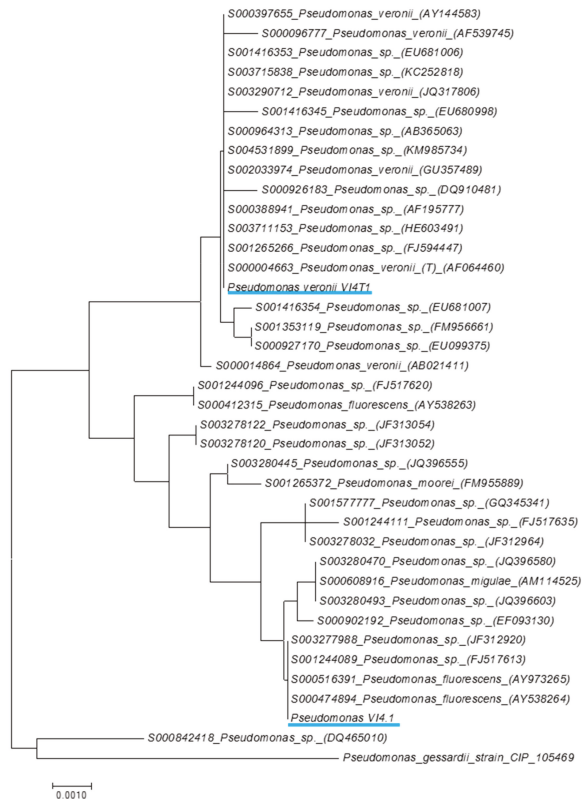 S000397655_Pseudomonas_veronii_(AY144583)
S000096777_Pseudomonas_veronii_(AF539745)
S001416353_Pseudomonas_sp._(EU681006)
S003715838_Pseudomonas_sp._(KC252818)
S003290712_Pseudomonas_veronii_(JQ317806)
S001416345_Pseudomonas_sp._(EU680998)
S000964313_Pseudomonas_sp._(AB365063)
S004531899_Pseudomonas_sp._(KM985734)
S002033974_Pseudomonas_veronii_(GU357489)
S000926183_Pseudomonas_sp._(DQ910481)
S000388941_Pseudomonas_sp._(AF195777)
S003711153_Pseudomonas_sp._(HE603491)
S001265266_Pseudomonas_sp._(FJ594447)
S000004663_Pseudomonas_veronii_(T)_(AF064460)
Pseudomonas veronii VI4T1
S001416354_Pseudomonas_sp._(EU681007)
S001353119_Pseudomonas_sp._(FM956661)
S000927170_Pseudomonas_sp._(EU099375)
S000014864_Pseudomonas_veronii_(AB021411)
S001244096_Pseudomonas_sp._(FJ517620)
S000412315_Pseudomonas_fluorescens_(AY538263)
S003278122_Pseudomonas_sp._(JF313054)
S003278120_Pseudomonas_sp._(JF313052)
S003280445_Pseudomonas_sp._(JQ396555)
S001265372_Pseudomonas_moorei_(FM955889)
S001577777_Pseudomonas_sp._(GQ345341)
S001244111_Pseudomonas_sp._(FJ517635)
S003278032_Pseudomonas_sp._(JF312964)
S003280470_Pseudomonas_sp._(JQ396580)
S000608916_Pseudomonas_migulae_(AM114525)
S003280493_Pseudomonas_sp._(JQ396603)
S000902192_Pseudomonas_sp._(EF093130)
S003277988_Pseudomonas_sp._(JF312920)
S001244089_Pseudomonas_sp._(FJ517613)
S000516391_Pseudomonas_fluorescens_(AY973265)
S000474894_Pseudomonas_fluorescens_(AY538264)
Pseudomonas VI4.1
S000842418_Pseudomonas_sp._(DQ465010)
Pseudomonas_gessardii_strain_CIP_105469
0.0010